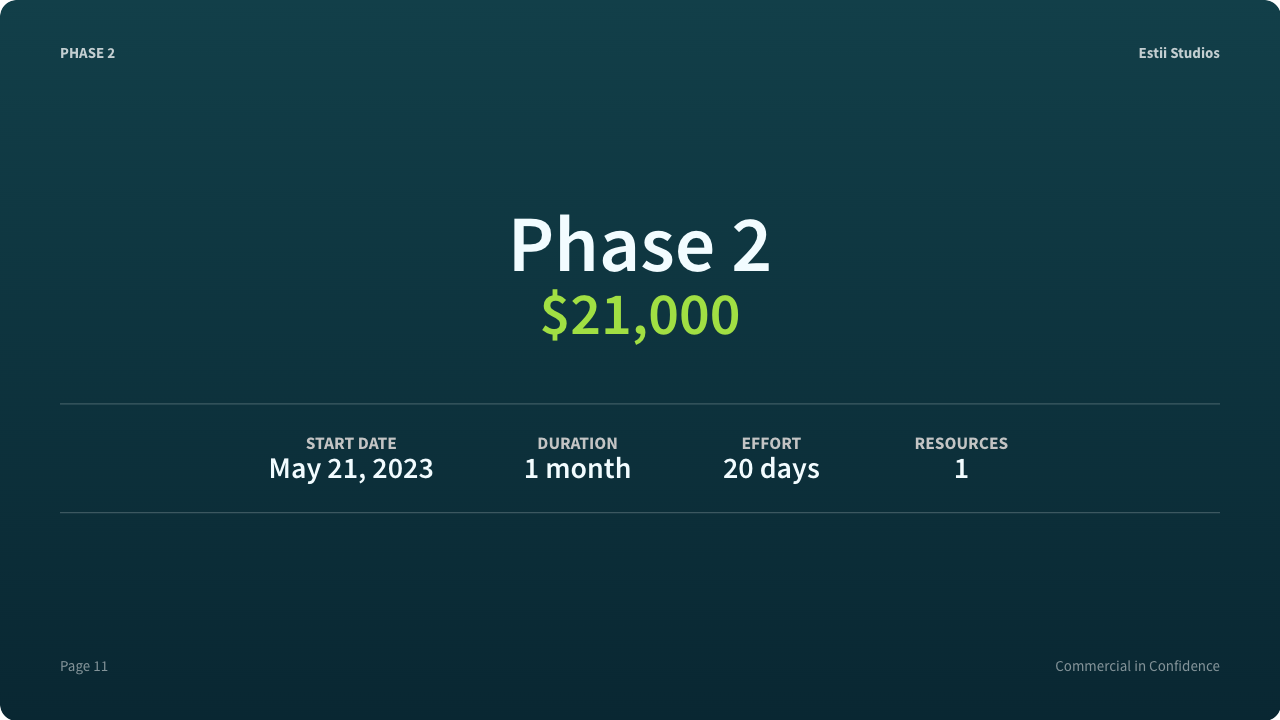 PHASE 2
Estii Studios
Phase 2
$21,000
START DATE
May 21, 2023
DURATION
1 month
EFFORT
20 days
RESOURCES
1
Page 11
Commercial in Confidence